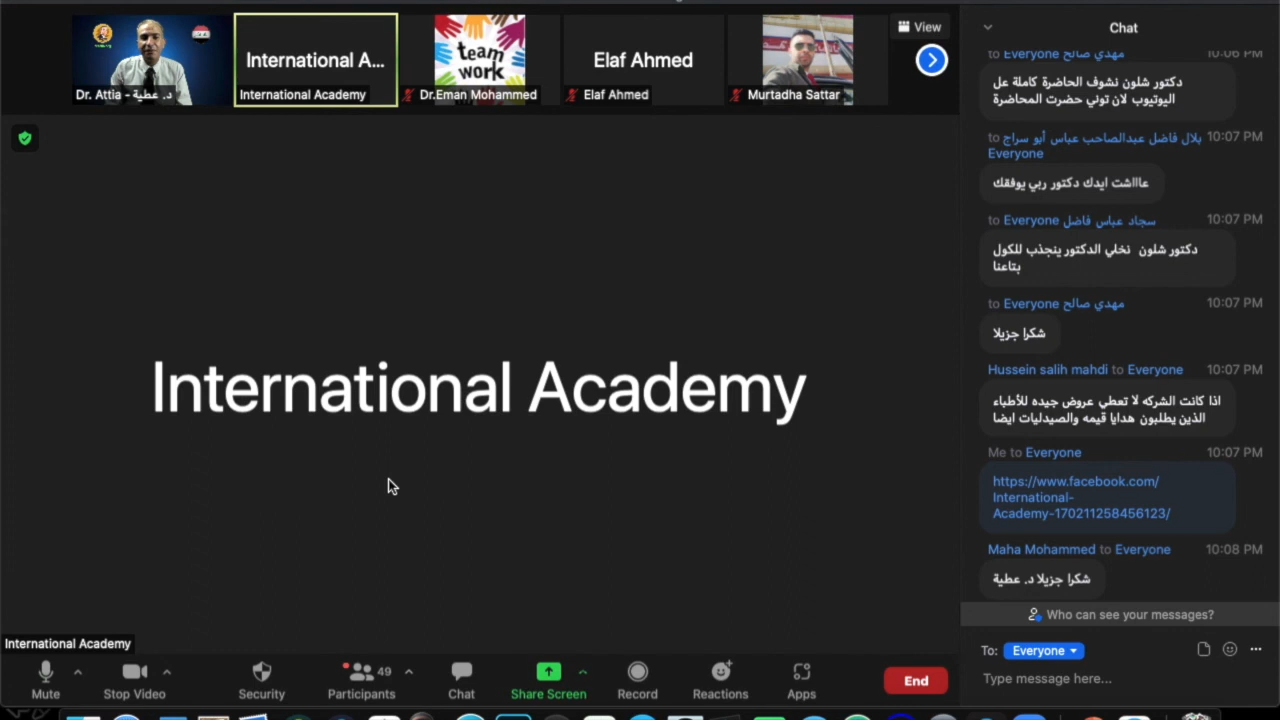 International A...
team
work
Elaf Ahmed
View
Dr. Attia - د. عطية
International Academy
Dr.Eman Mohammed
Elaf Ahmed
Murtadha Sattar
International Academy
International Academy
Mute
Stop Video
Security
49
Participants
Chat
Share Screen
Record
Reactions
Apps
End
Chat
مهدي صالح to Everyone 10:06 PM
دكتور شلون نشوف الحاضرة كاملة عل
اليوتيوب لان توني حضرت المحاضرة
بلال فاضل عبدالصاحب عباس أبو سراج to 10:07 PM
Everyone
عاااشت ايدك دكتور ربي يوفقك
سجاد عباس فاضل to Everyone 10:07 PM
دكتور شلون نخلي الدكتور ينجذب للكول
بتاعنا
مهدي صالح to Everyone 10:07 PM
شكرا جزيلا
Hussein salih mahdi to Everyone 10:07 PM
اذا كانت الشركه لا تعطي عروض جيده للأطباء
الذين يطلبون هدايا قيمه والصيدليات ايضا
Me to Everyone 10:07 PM
https://www.facebook.com/
International-
Academy-170211258456123/
Maha Mohammed to Everyone 10:08 PM
شكرا جزيلا د. عطية
Who can see your messages?
To: Everyone
Type message here...